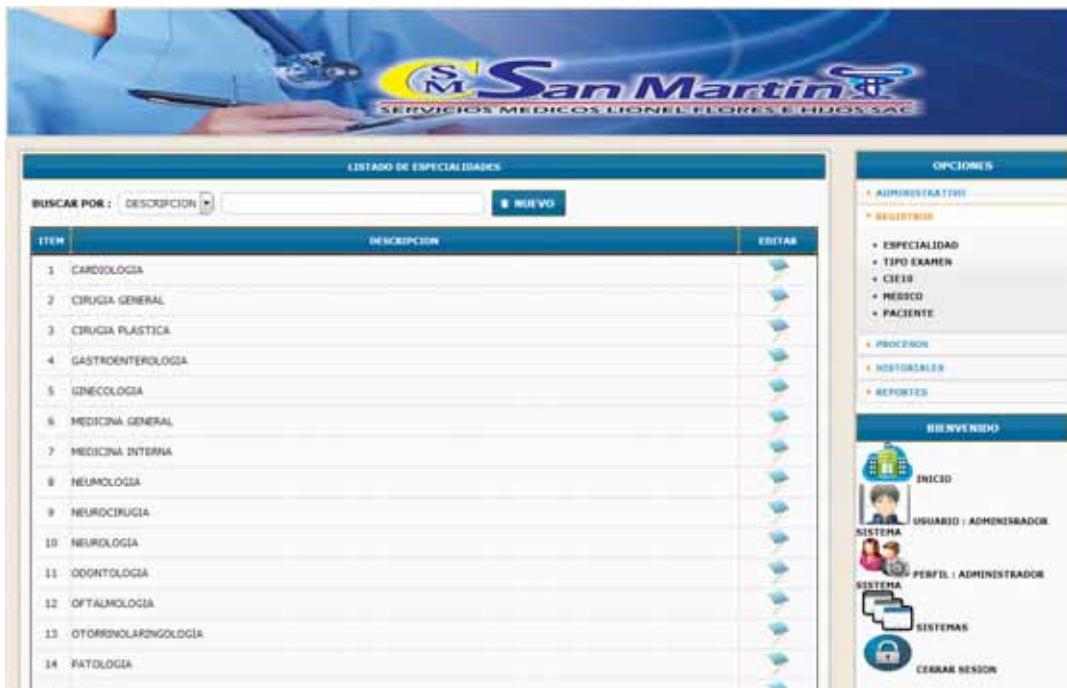 SM San Martin
SERVICIOS MEDICOS LIONEL FLORES E HIJOS SAC
LISTADO DE ESPECIALIDADES
BUSCAR POR : DESCRIPCION NUEVO
ITEM DESCRIPCION EDITAR
1 CARDIOLOGIA
2 CIRUGIA GENERAL
3 CIRUGIA PLASTICA
4 GASTROENTEROLOGIA
5 GINECOLOGIA
6 MEDICINA GENERAL
7 MEDICINA INTERNA
8 NEUMOLOGIA
9 NEUROCIRUGIA
10 NEUROLOGIA
11 ODONTOLOGIA
12 OFTALMOLOGIA
13 OTORRINOLARINGOLOGIA
14 PATOLOGIA
OPCIONES
ADMINISTRATIVO
REGISTROS
ESPECIALIDAD
TIPO EXAMEN
CIE10
MEDICO
PACIENTE
PROCESOS
HISTORIALES
REPORTES
BIENVENIDO
INICIO
USUARIO : ADMINISRADOR
SISTEMA
PERFIL : ADMINISTRADOR
SISTEMA
SISTEMAS
CERRAR SESION